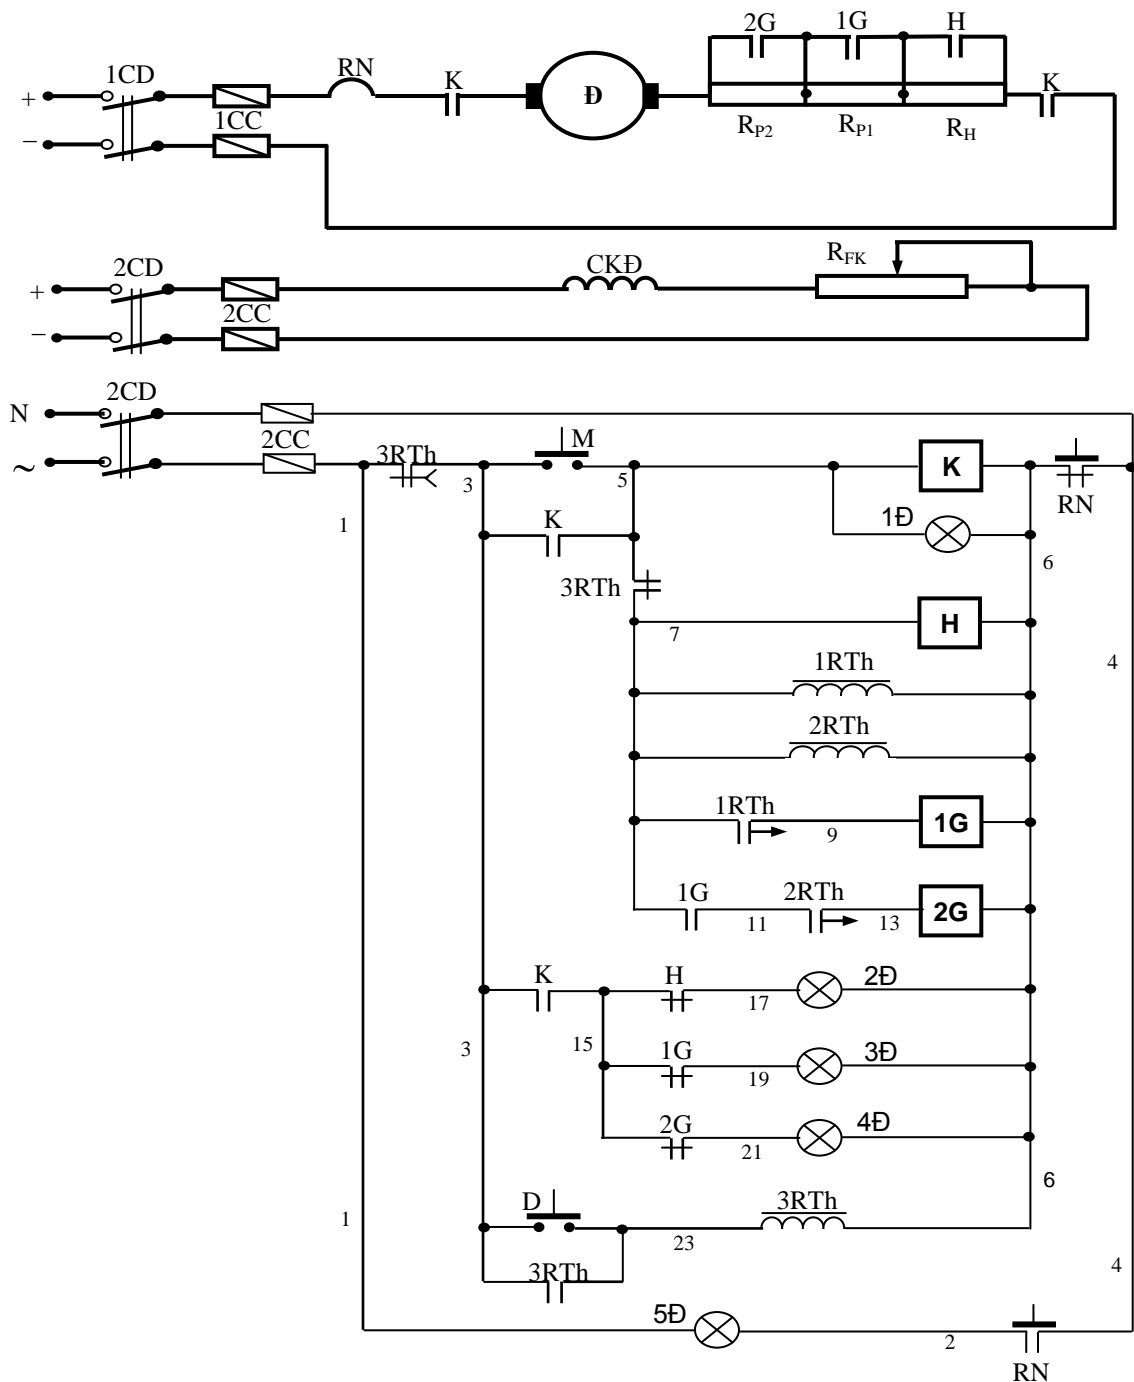 2G 1G H
1CD RN K Đ K
+
1CC RP2 RP1 RH
−
2CD CKĐ RFK
+
2CC
−
2CD
N
2CC 3RTh M K
~ 3 5 RN
1 K 1Đ
6
3RTh
7 H
1RTh 4
2RTh
1RTh 1G
9
1G 2RTh 2G
11 13
K H 2Đ
17
3 15 1G 3Đ
19
2G 4Đ
21
6
D 3RTh
1
23
3RTh 4
5Đ
2
RN